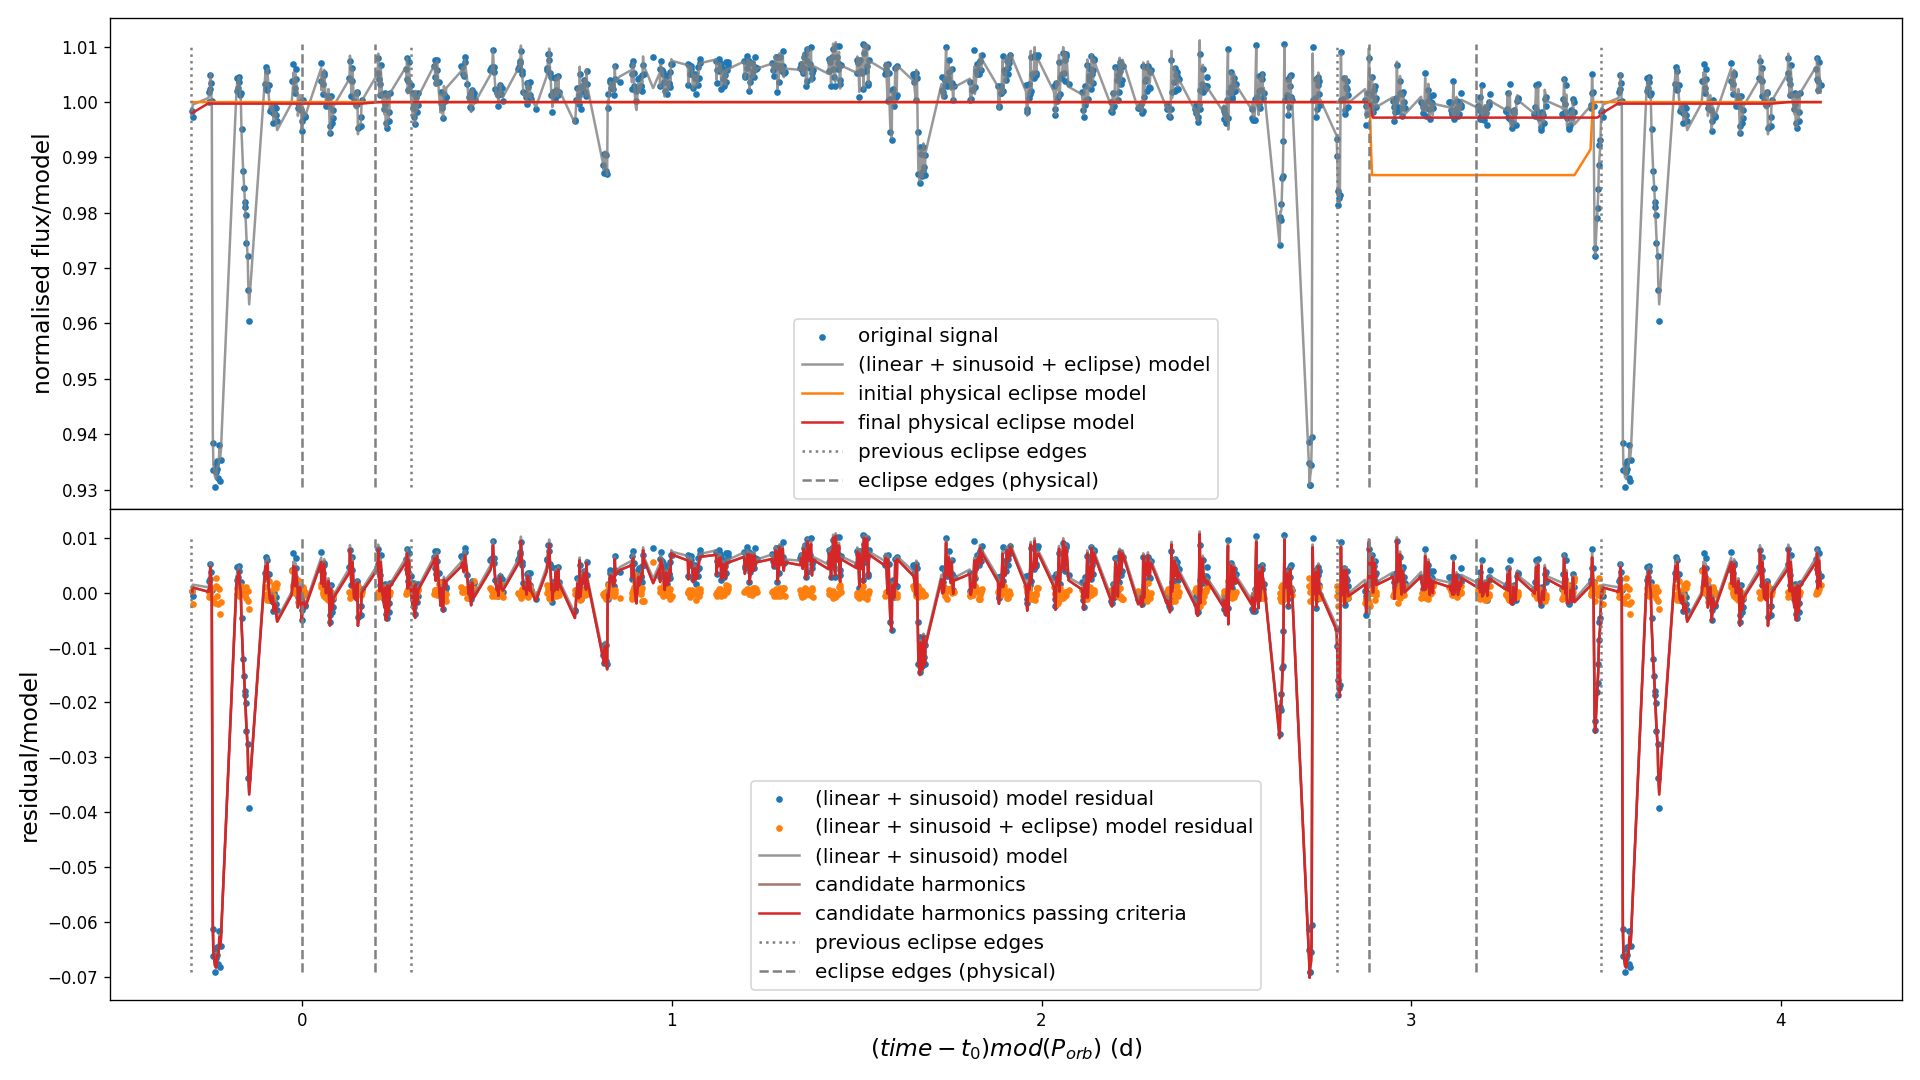 normalised flux/model
1.01
1.00
0.99
0.98
0.97
0.96
0.95
0.94
0.93
original signal
(linear + sinusoid + eclipse) model
initial physical eclipse model
final physical eclipse model
previous eclipse edges
eclipse edges (physical)
residual/model
0.01
0.00
−0.01
−0.02
−0.03
−0.04
−0.05
−0.06
−0.07
(linear + sinusoid) model residual
(linear + sinusoid + eclipse) model residual
(linear + sinusoid) model
candidate harmonics
candidate harmonics passing criteria
previous eclipse edges
eclipse edges (physical)
0 1 2 3 4
(time − t₀)mod(P_orb) (d)